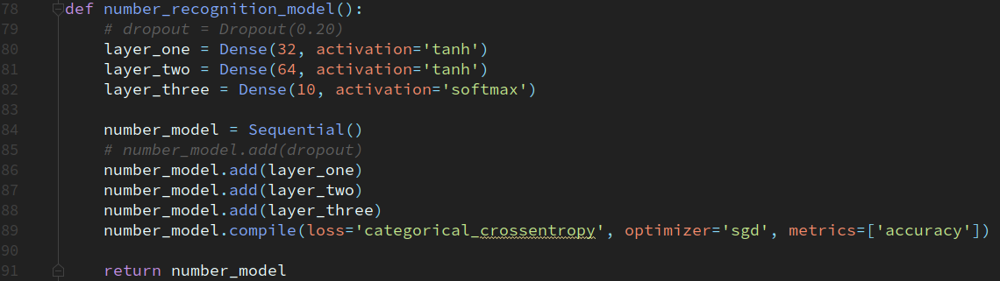 78 def number_recognition_model():
79     # dropout = Dropout(0.20)
80     layer_one = Dense(32, activation='tanh')
81     layer_two = Dense(64, activation='tanh')
82     layer_three = Dense(10, activation='softmax')
83
84     number_model = Sequential()
85     # number_model.add(dropout)
86     number_model.add(layer_one)
87     number_model.add(layer_two)
88     number_model.add(layer_three)
89     number_model.compile(loss='categorical_crossentropy', optimizer='sgd', metrics=['accuracy'])
90
91     return number_model